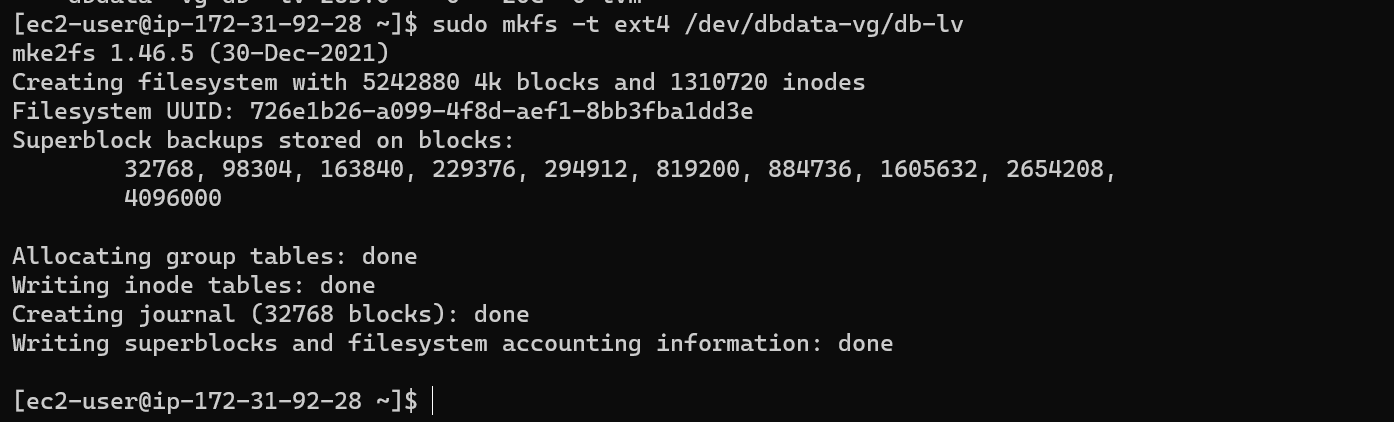 [ec2-user@ip-172-31-92-28 ~]$ sudo mkfs -t ext4 /dev/dbdata-vg/db-lv
mke2fs 1.46.5 (30-Dec-2021)
Creating filesystem with 5242880 4k blocks and 1310720 inodes
Filesystem UUID: 726e1b26-a099-4f8d-aef1-8bb3fba1dd3e
Superblock backups stored on blocks:
        32768, 98304, 163840, 229376, 294912, 819200, 884736, 1605632, 2654208,
        4096000

Allocating group tables: done
Writing inode tables: done
Creating journal (32768 blocks): done
Writing superblocks and filesystem accounting information: done

[ec2-user@ip-172-31-92-28 ~]$